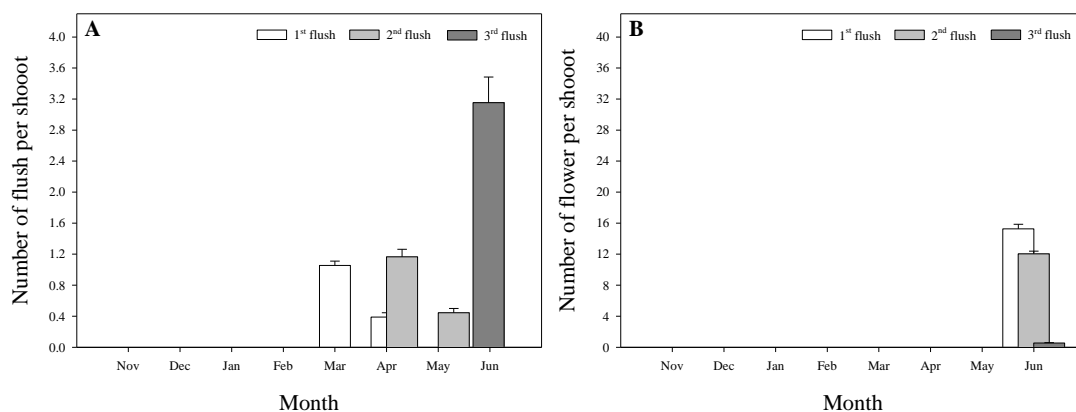 A
1st flush 2nd flush 3rd flush
Number of flush per shooot
4.0
3.6
3.2
2.8
2.4
2.0
1.6
1.2
0.8
0.4
0.0
Nov Dec Jan Feb Mar Apr May Jun
Month
B
1st flush 2nd flush 3rd flush
Number of flower per shooot
40
36
32
28
24
20
16
12
8
4
0
Nov Dec Jan Feb Mar Apr May Jun
Month